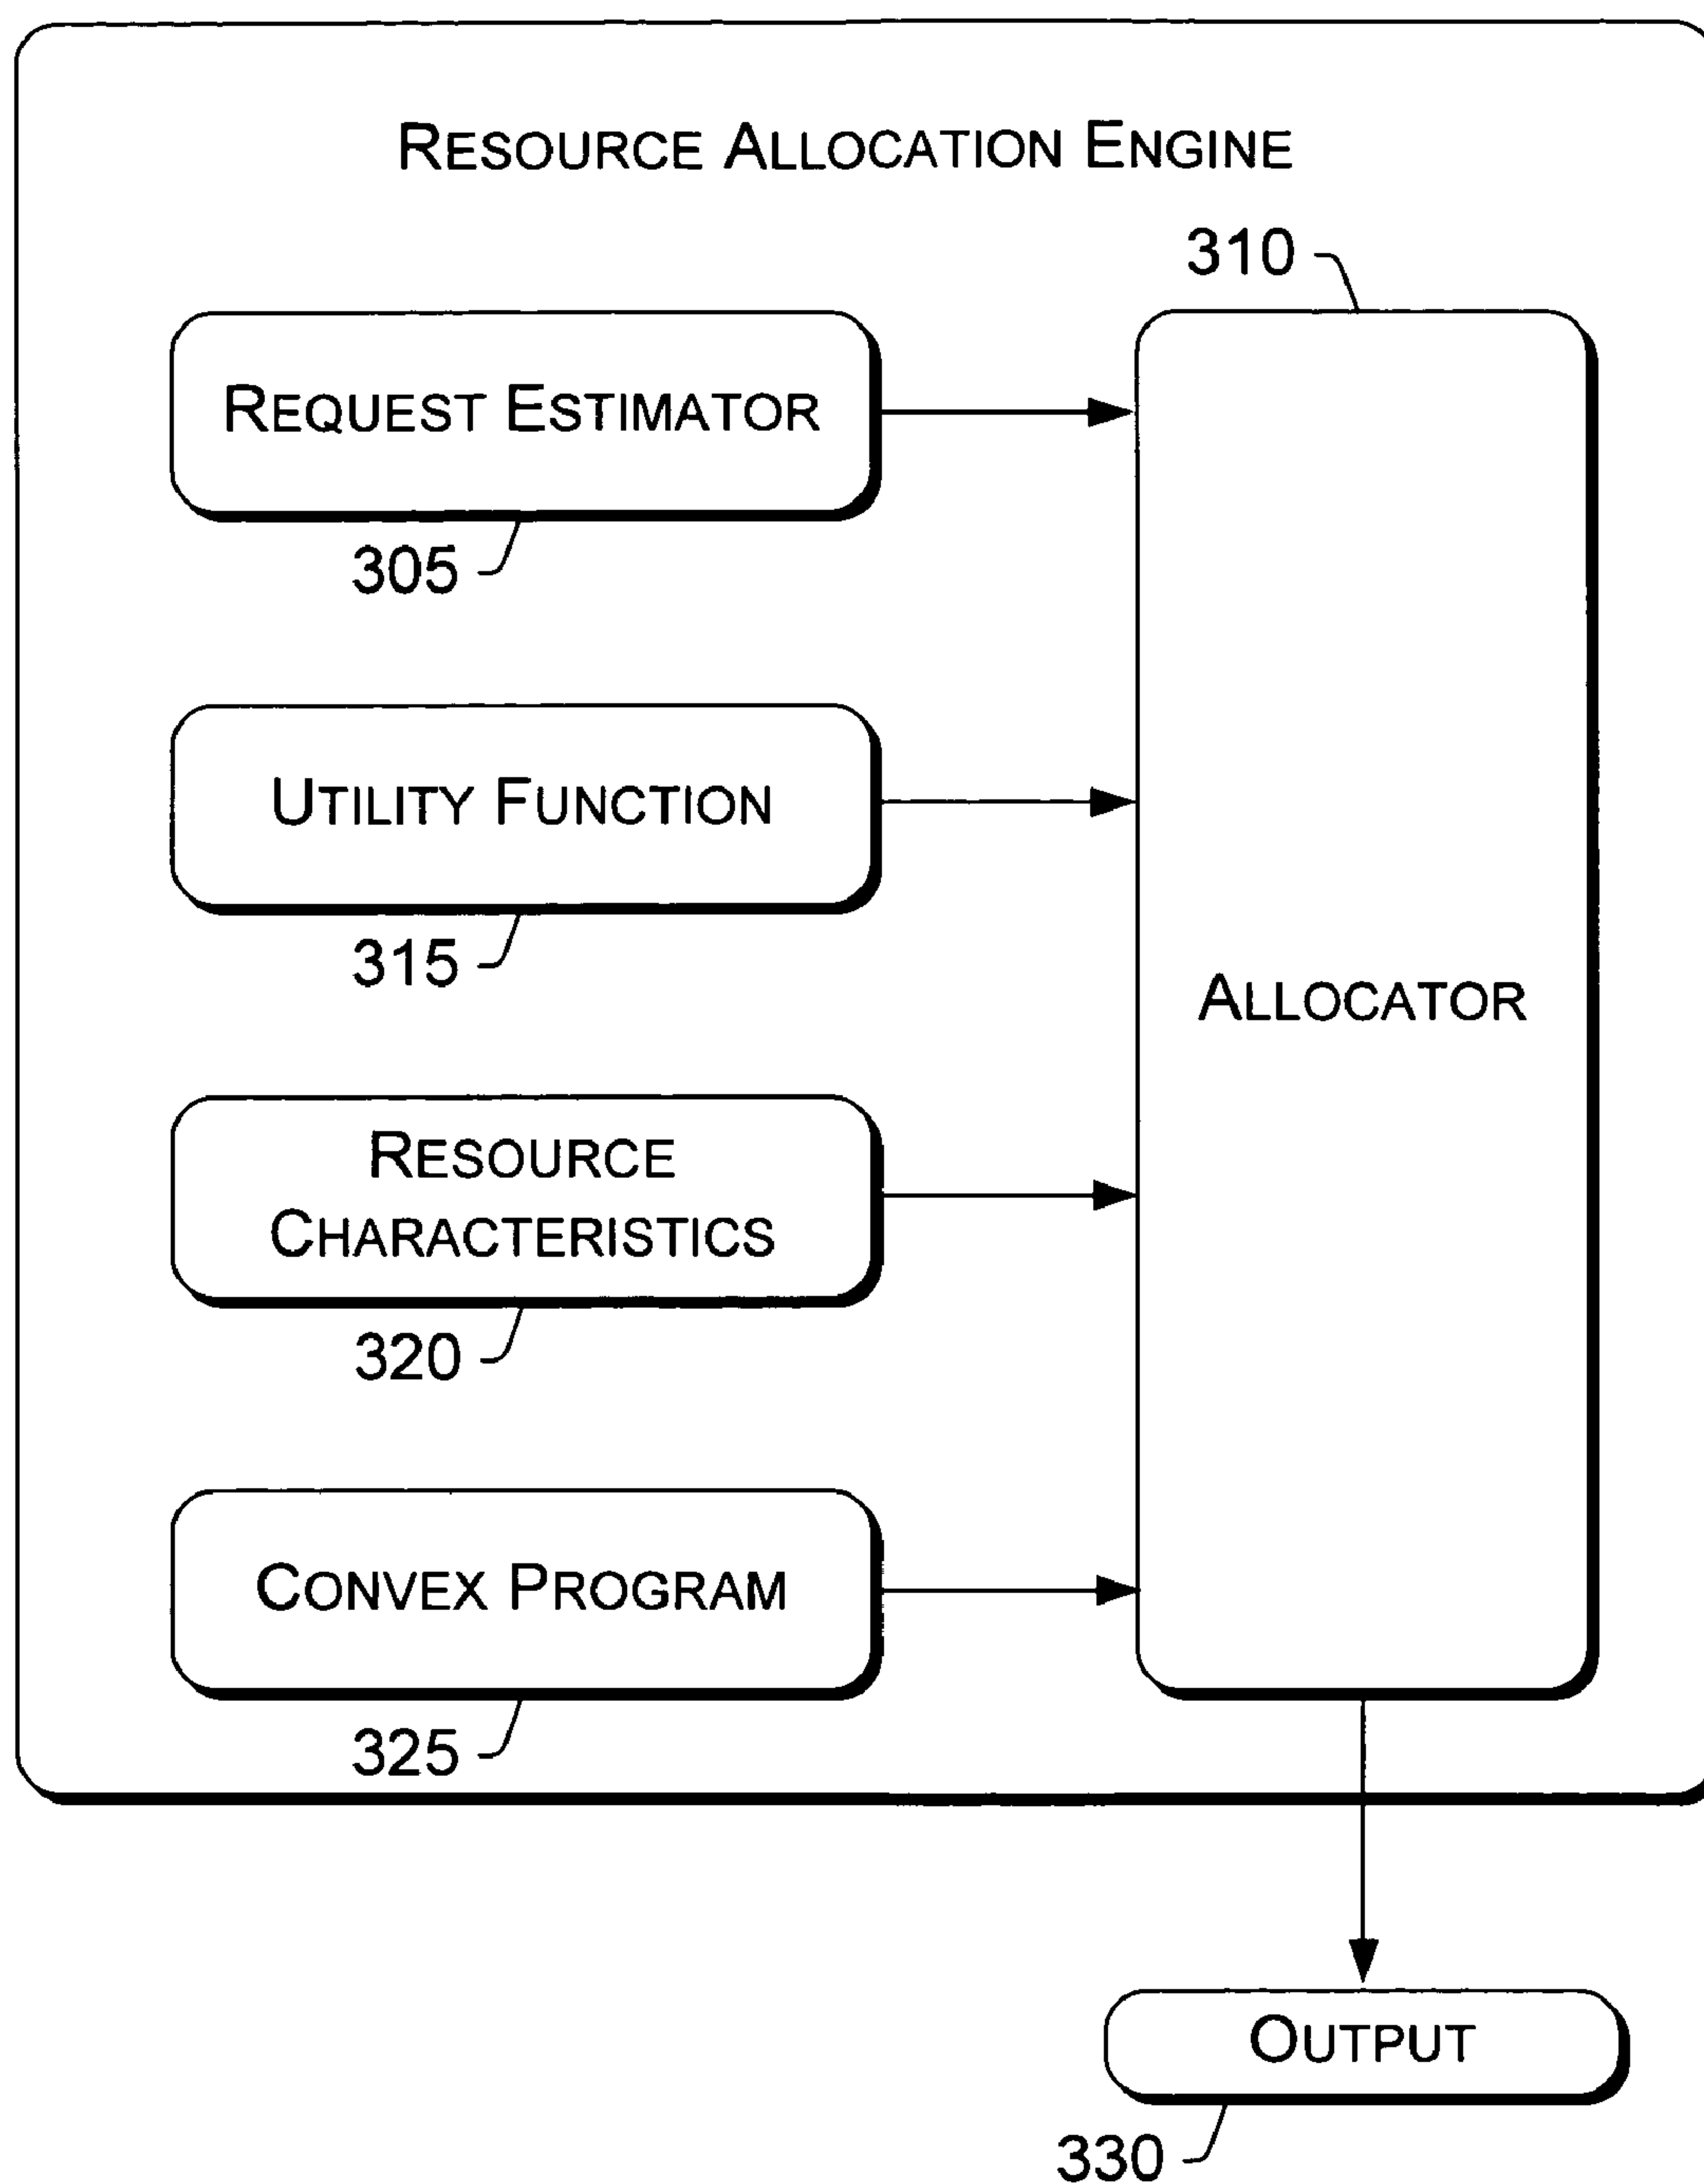 RESOURCE ALLOCATION ENGINE
310
REQUEST ESTIMATOR
305
UTILITY FUNCTION
315
ALLOCATOR
RESOURCE
CHARACTERISTICS
320
CONVEX PROGRAM
325
OUTPUT
330